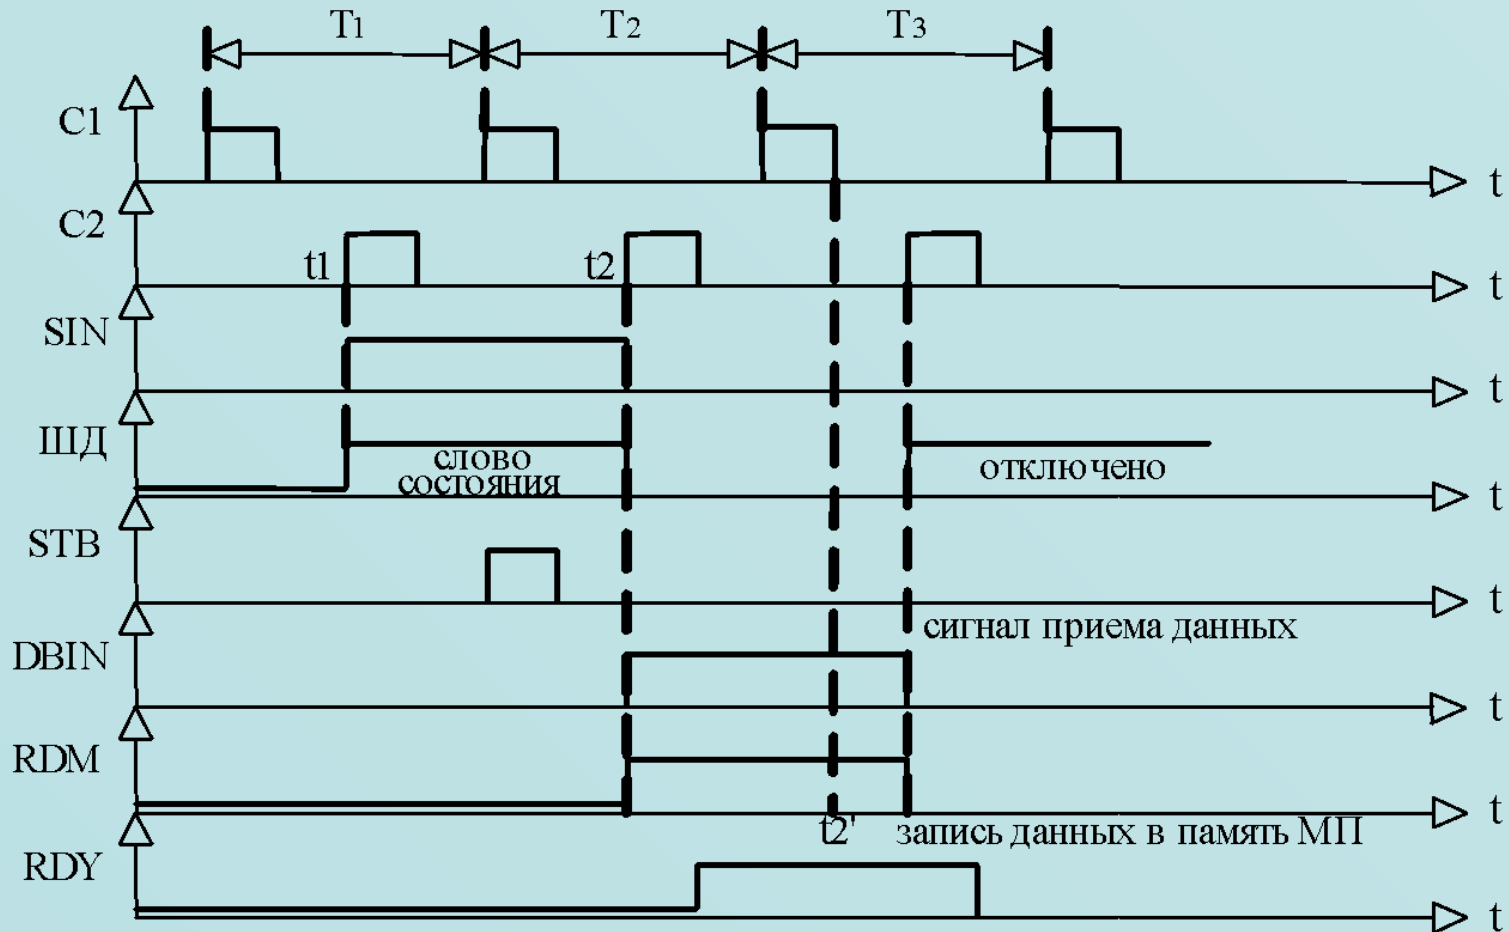 T1 T2 T3
C1
t
C2
t1 t2
t
SIN
t
ШД
слово
состояния
отключено
t
STB
t
сигнал приема данных
DBIN
t
RDM
t
t2' запись данных в память МП
RDY
t